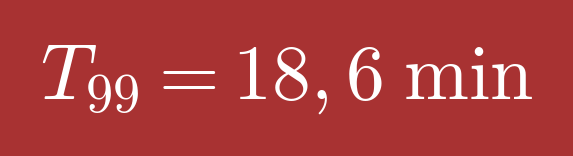 T₉₉ = 18, 6 min